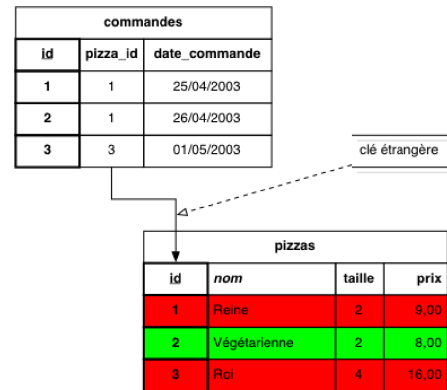 commandes
id pizza_id date_commande
1 1 25/04/2003
2 1 26/04/2003
3 3 01/05/2003
clé étrangère
pizzas
id nom taille prix
1 Reine 2 9,00
2 Végétarienne 2 8,00
3 Roi 4 16,00